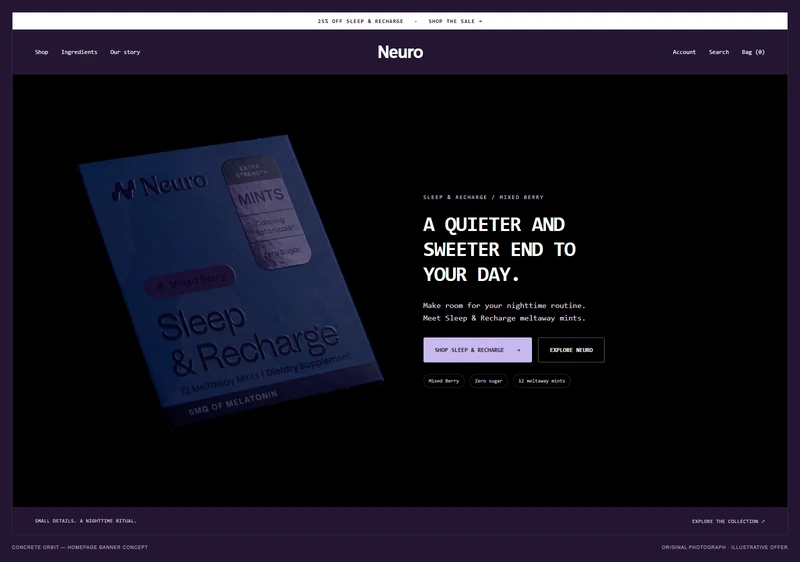 25% OFF SLEEP & RECHARGE - SHOP THE SALE →
Shop Ingredients Our story
Neuro
Account Search Bag (0)
Neuro
EXTRA
STRENGTH
MINTS
Calming
Botanicals
Zero Sugar
Mixed Berry
Sleep
& Recharge
12 Meltaway Mints | Dietary Supplement
5MG OF MELATONIN
SLEEP & RECHARGE / MIXED BERRY
A QUIETER AND
SWEETER END TO
YOUR DAY.
Make room for your nighttime routine.
Meet Sleep & Recharge meltaway mints.
SHOP SLEEP & RECHARGE →
EXPLORE NEURO
Mixed Berry
Zero sugar
12 meltaway mints
SMALL DETAILS. A NIGHTTIME RITUAL.
EXPLORE THE COLLECTION ↗
CONCRETE ORBIT — HOMEPAGE BANNER CONCEPT
ORIGINAL PHOTOGRAPH · ILLUSTRATIVE OFFER